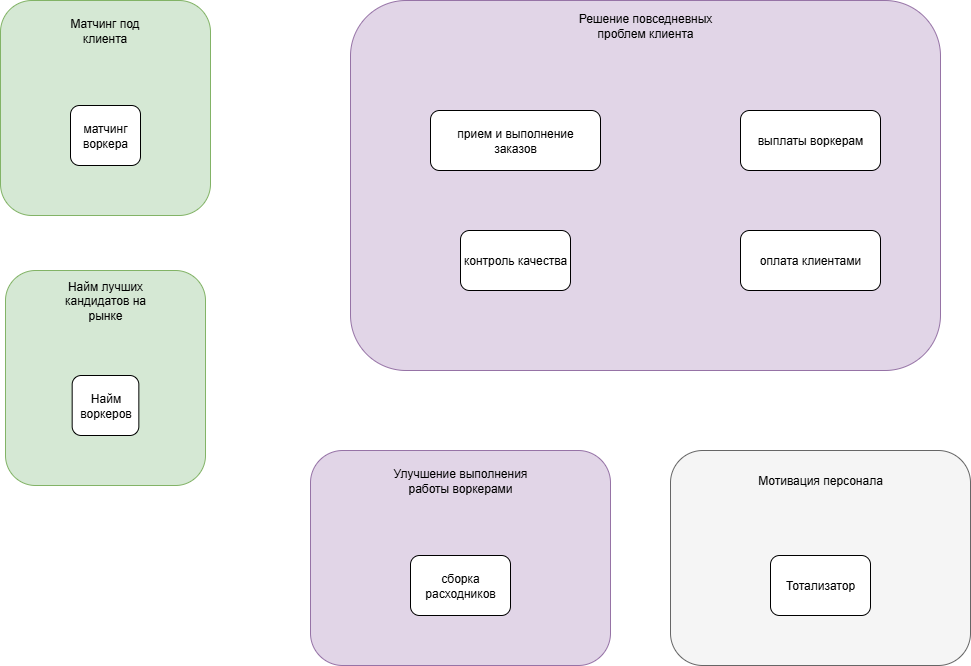 Матчинг под
клиента
матчинг
воркера
Решение повседневных
проблем клиента
прием и выполнение
заказов
выплаты воркерам
контроль качества
оплата клиентами
Найм лучших
кандидатов на
рынке
Найм
воркеров
Улучшение выполнения
работы воркерами
сборка
расходников
Мотивация персонала
Тотализатор